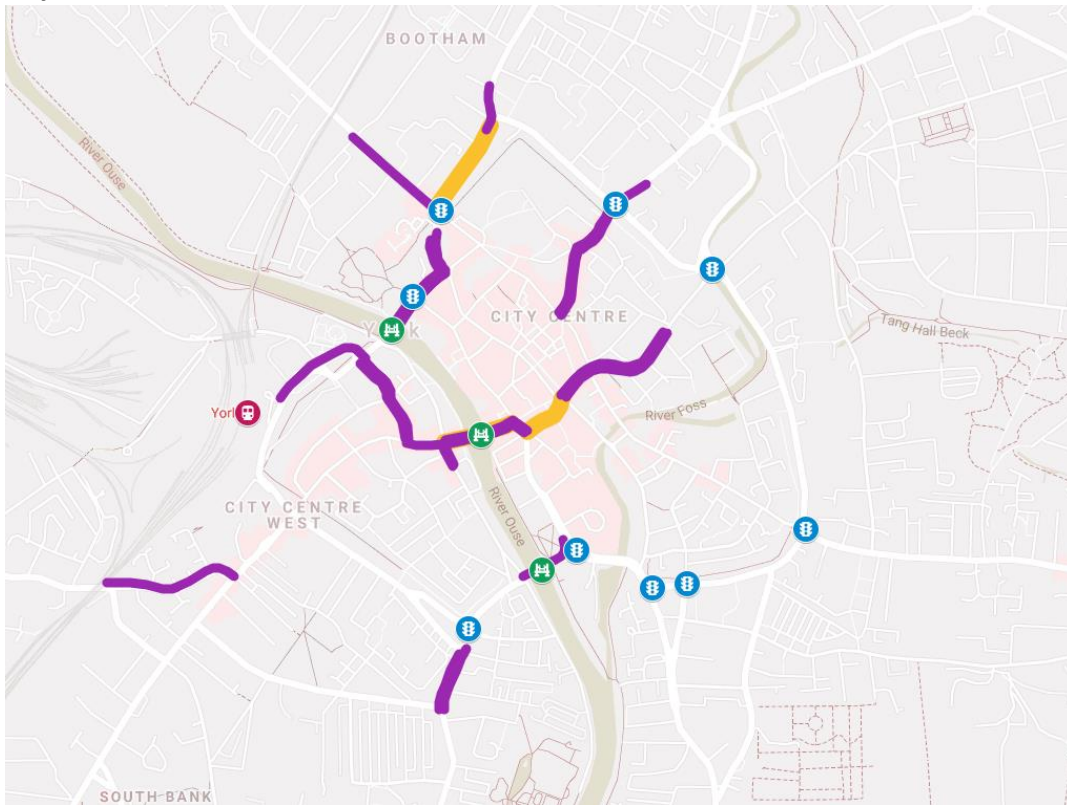 BOOTHAM
River Ouse
CITY CENTRE
Tang Hall Beck
River Foss
CITY CENTRE
WEST
River Ouse
SOUTH BANK